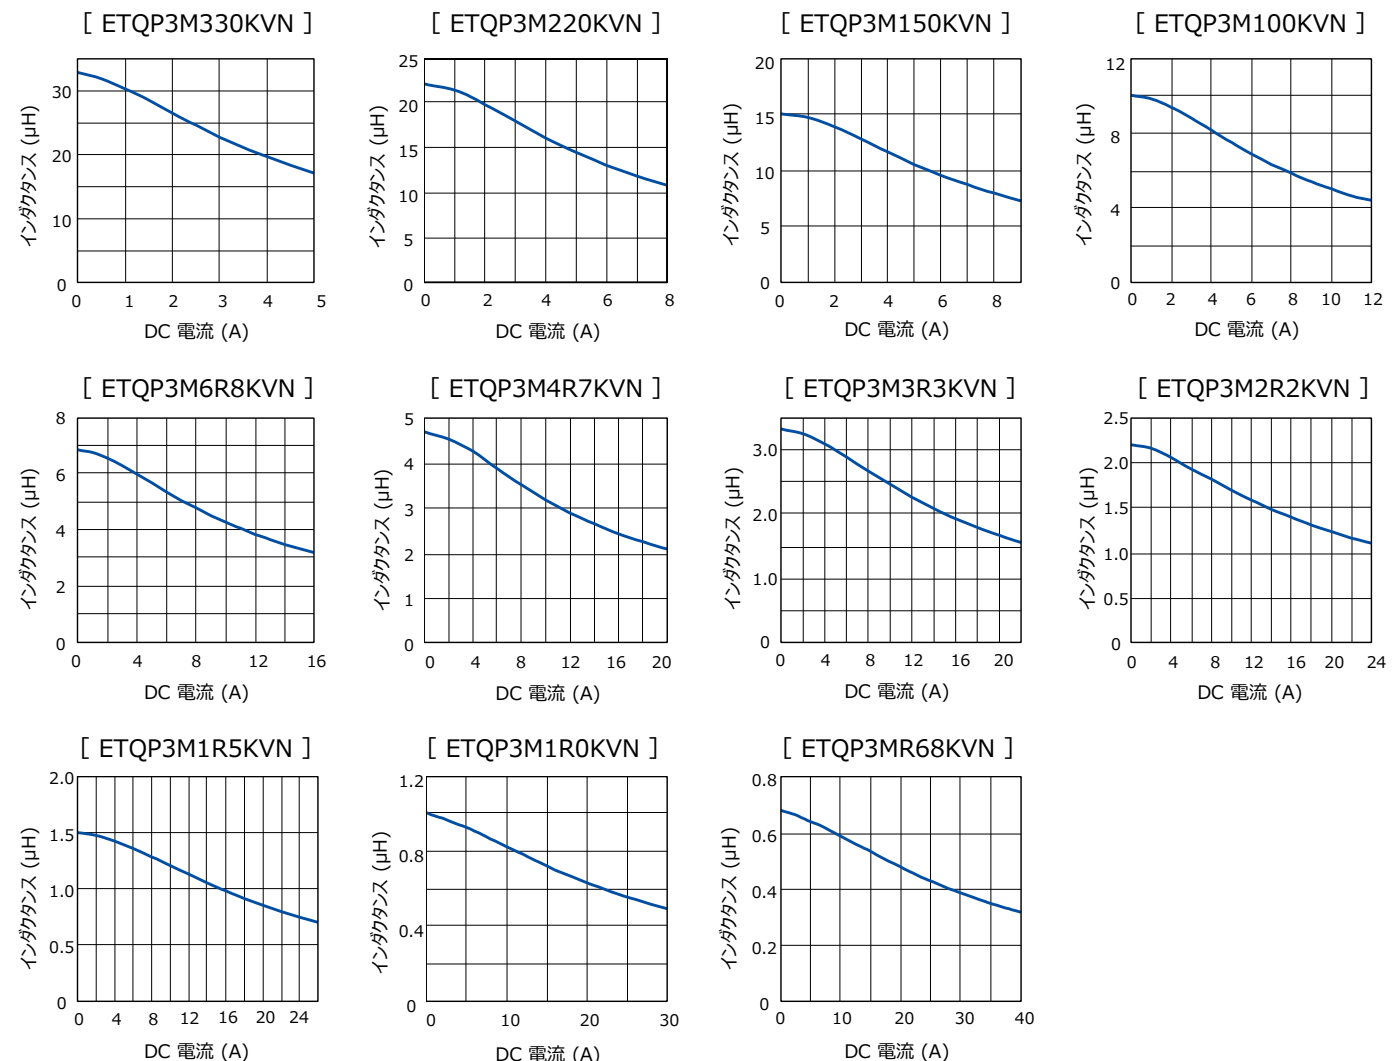 [ ETQP3M330KVN ]
インダクタンス (μH)
30
20
10
0
0 1 2 3 4 5
DC 電流 (A)
[ ETQP3M220KVN ]
インダクタンス (μH)
25
20
15
10
5
0
0 2 4 6 8
DC 電流 (A)
[ ETQP3M150KVN ]
インダクタンス (μH)
20
15
10
5
0
0 2 4 6 8
DC 電流 (A)
[ ETQP3M100KVN ]
インダクタンス (μH)
12
8
4
0
0 2 4 6 8 10 12
DC 電流 (A)
[ ETQP3M6R8KVN ]
インダクタンス (μH)
8
6
4
2
0
0 4 8 12 16
DC 電流 (A)
[ ETQP3M4R7KVN ]
インダクタンス (μH)
5
4
3
2
1
0
0 4 8 12 16 20
DC 電流 (A)
[ ETQP3M3R3KVN ]
インダクタンス (μH)
3.0
2.0
1.0
0
0 4 8 12 16 20
DC 電流 (A)
[ ETQP3M2R2KVN ]
インダクタンス (μH)
2.5
2.0
1.5
1.0
0.5
0
0 4 8 12 16 20 24
DC 電流 (A)
[ ETQP3M1R5KVN ]
インダクタンス (μH)
2.0
1.5
1.0
0.5
0
0 4 8 12 16 20 24
DC 電流 (A)
[ ETQP3M1R0KVN ]
インダクタンス (μH)
1.2
0.8
0.4
0
0 10 20 30
DC 電流 (A)
[ ETQP3MR68KVN ]
インダクタンス (μH)
0.8
0.6
0.4
0.2
0
0 10 20 30 40
DC 電流 (A)